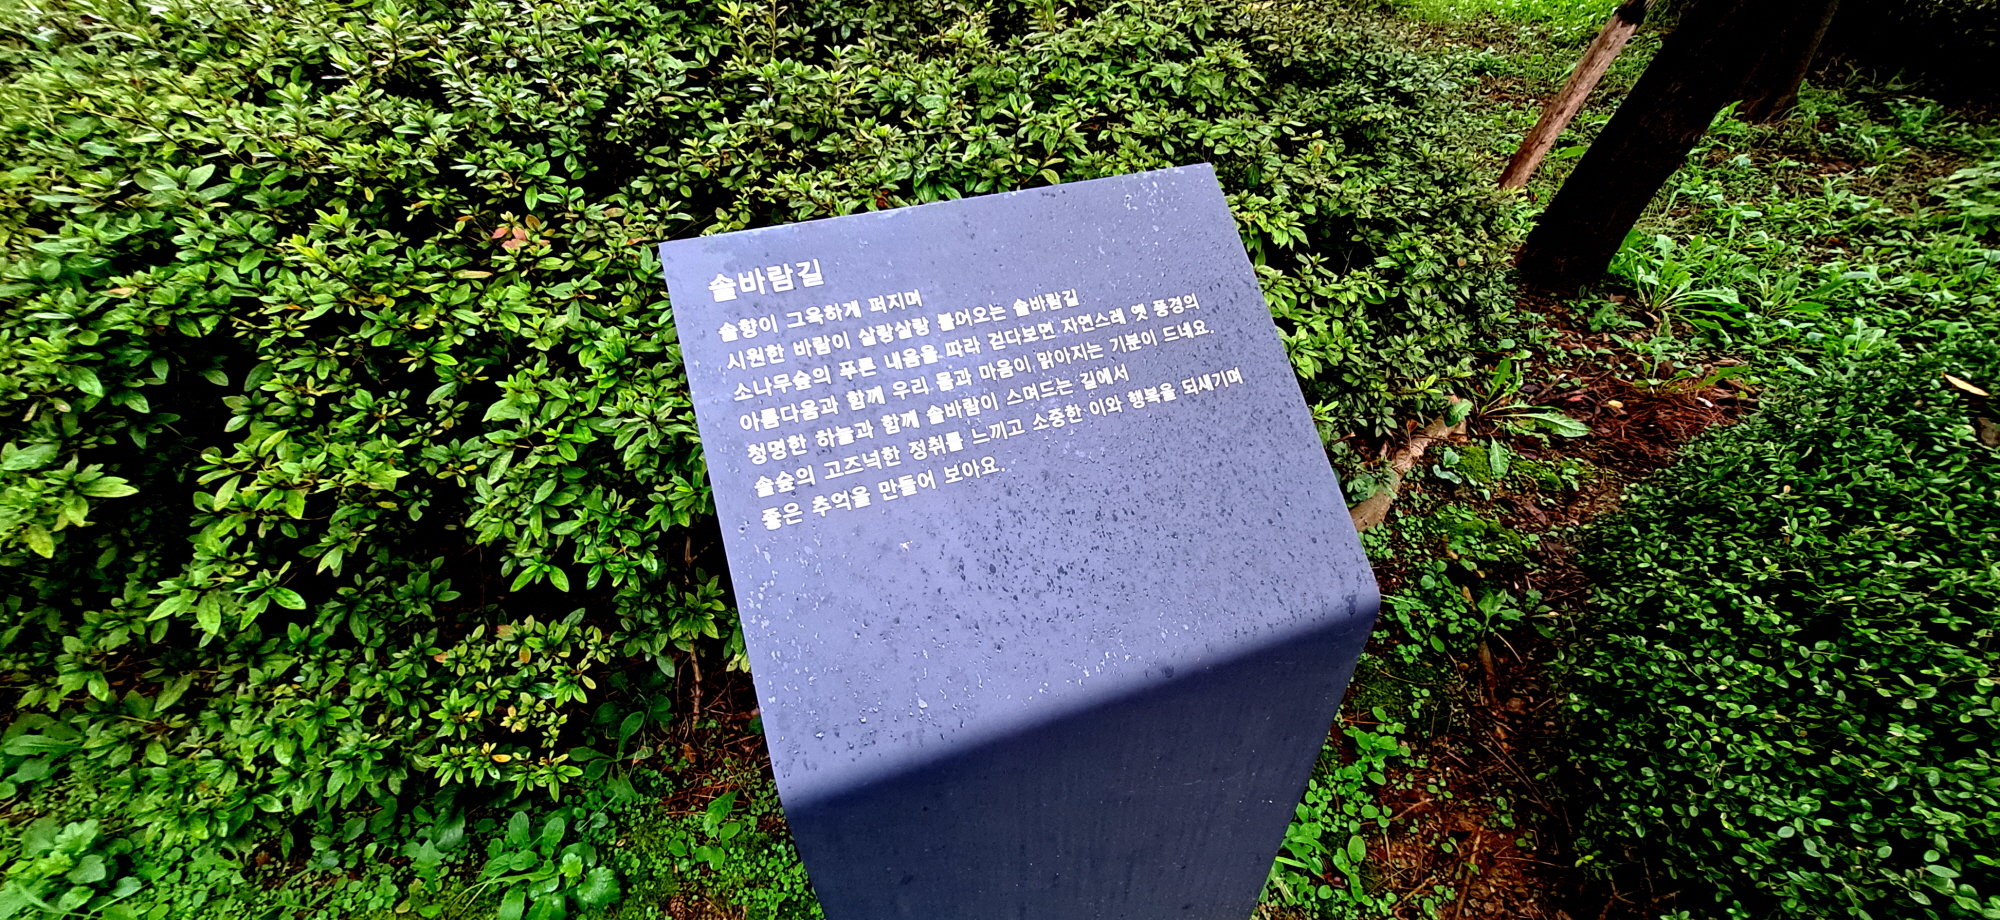 솔바람길
솔향이 그윽하게 퍼지며
시원한 바람이 살랑살랑 불어오는 솔바람길
소나무숲의 푸른 내음을 따라 걷다보면 자연스레 옛 풍경의
아름다움과 함께 우리 몸과 마음이 맑아지는 기분이 드네요.
청명한 하늘과 함께 솔바람이 스며드는 길에서
솔숲의 고즈넉한 정취를 느끼고 소중한 이와 행복을 되새기며
좋은 추억을 만들어 보아요.